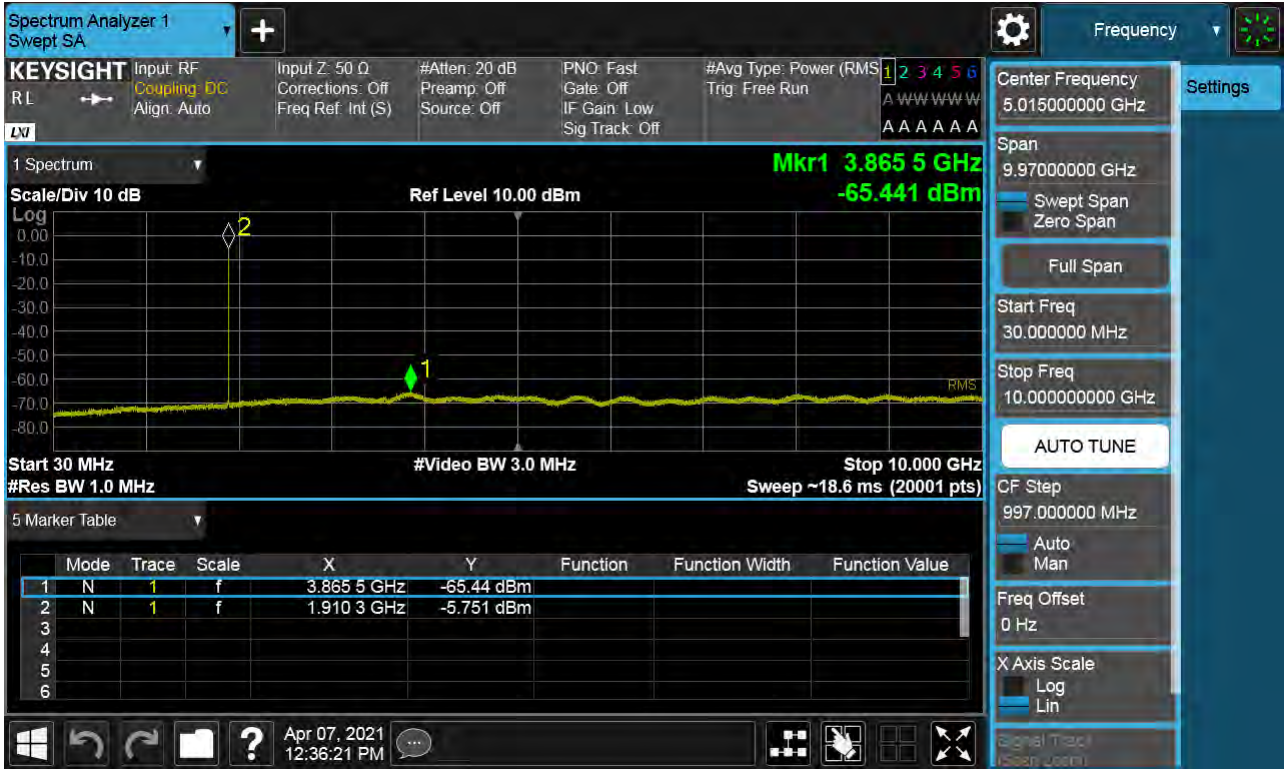 Spectrum Analyzer 1
Swept SA
Frequency
KEYSIGHT
RL
LXI
Input: RF
Coupling: DC
Align: Auto
Input Z: 50 Ω
Corrections: Off
Freq Ref: Int (S)
#Atten: 20 dB
Preamp: Off
Source: Off
PNO: Fast
Gate: Off
IF Gain: Low
Sig Track: Off
#Avg Type: Power (RMS
Trig: Free Run
1 2 3 4 5 6
A W W W W W
A A A A A A
1 Spectrum
Mkr1 3.865 5 GHz
Scale/Div 10 dB
Ref Level 10.00 dBm
-65.441 dBm
Log
0.00
-10.0
-20.0
-30.0
-40.0
-50.0
-60.0
-70.0
-80.0
2
1
RMS
Start 30 MHz
#Video BW 3.0 MHz
Stop 10.000 GHz
#Res BW 1.0 MHz
Sweep ~18.6 ms (20001 pts)
5 Marker Table
Mode Trace Scale X Y Function Function Width Function Value
1 N 1 f 3.865 5 GHz -65.44 dBm
2 N 1 f 1.910 3 GHz -5.751 dBm
3
4
5
6
?
Apr 07, 2021
12:36:21 PM
Center Frequency
5.015000000 GHz
Settings
Span
9.97000000 GHz
Swept Span
Zero Span
Full Span
Start Freq
30.000000 MHz
Stop Freq
10.000000000 GHz
AUTO TUNE
CF Step
997.000000 MHz
Auto
Man
Freq Offset
0 Hz
X Axis Scale
Log
Lin
Signal Track
(Span Zoom)